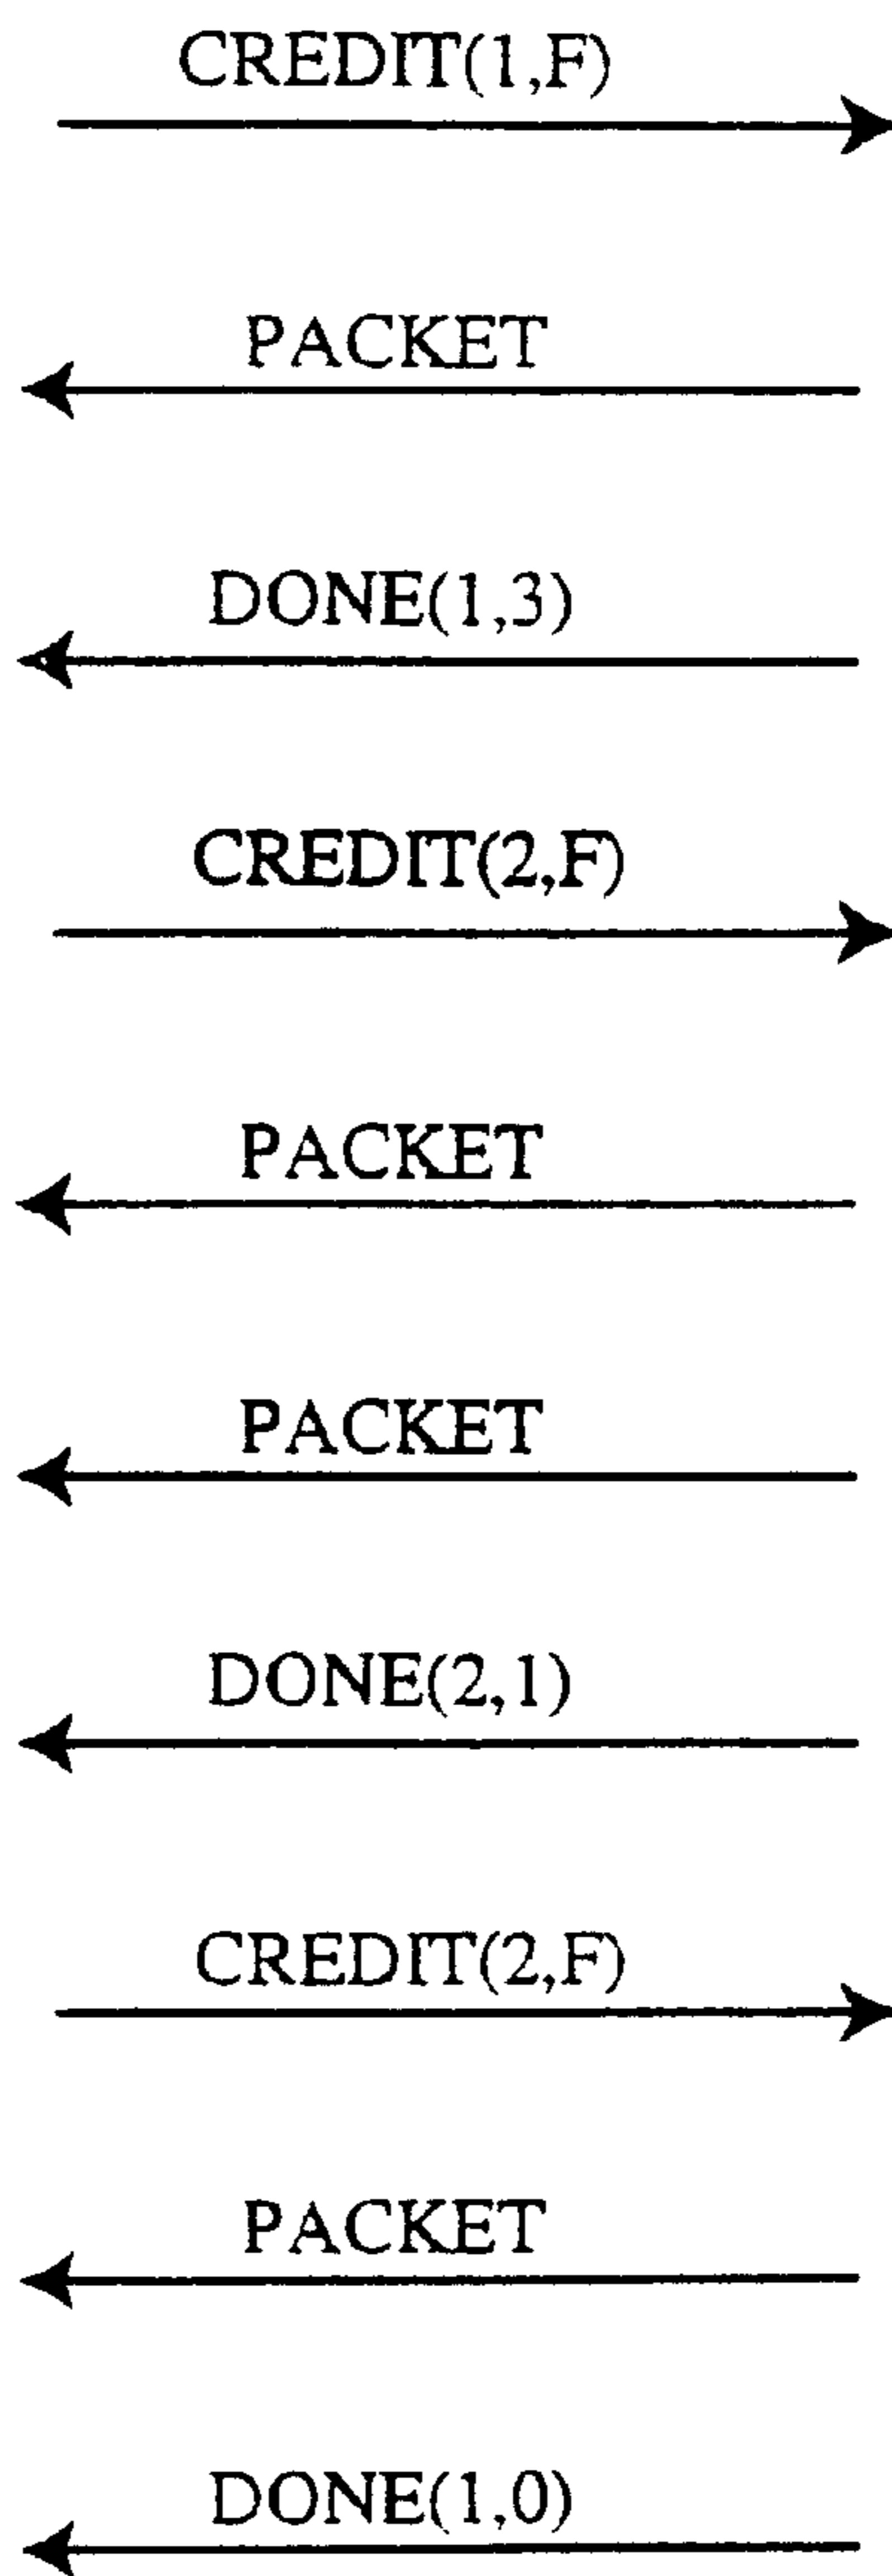 CREDIT(1,F)
PACKET
DONE(1,3)
CREDIT(2,F)
PACKET
PACKET
DONE(2,1)
CREDIT(2,F)
PACKET
DONE(1,0)